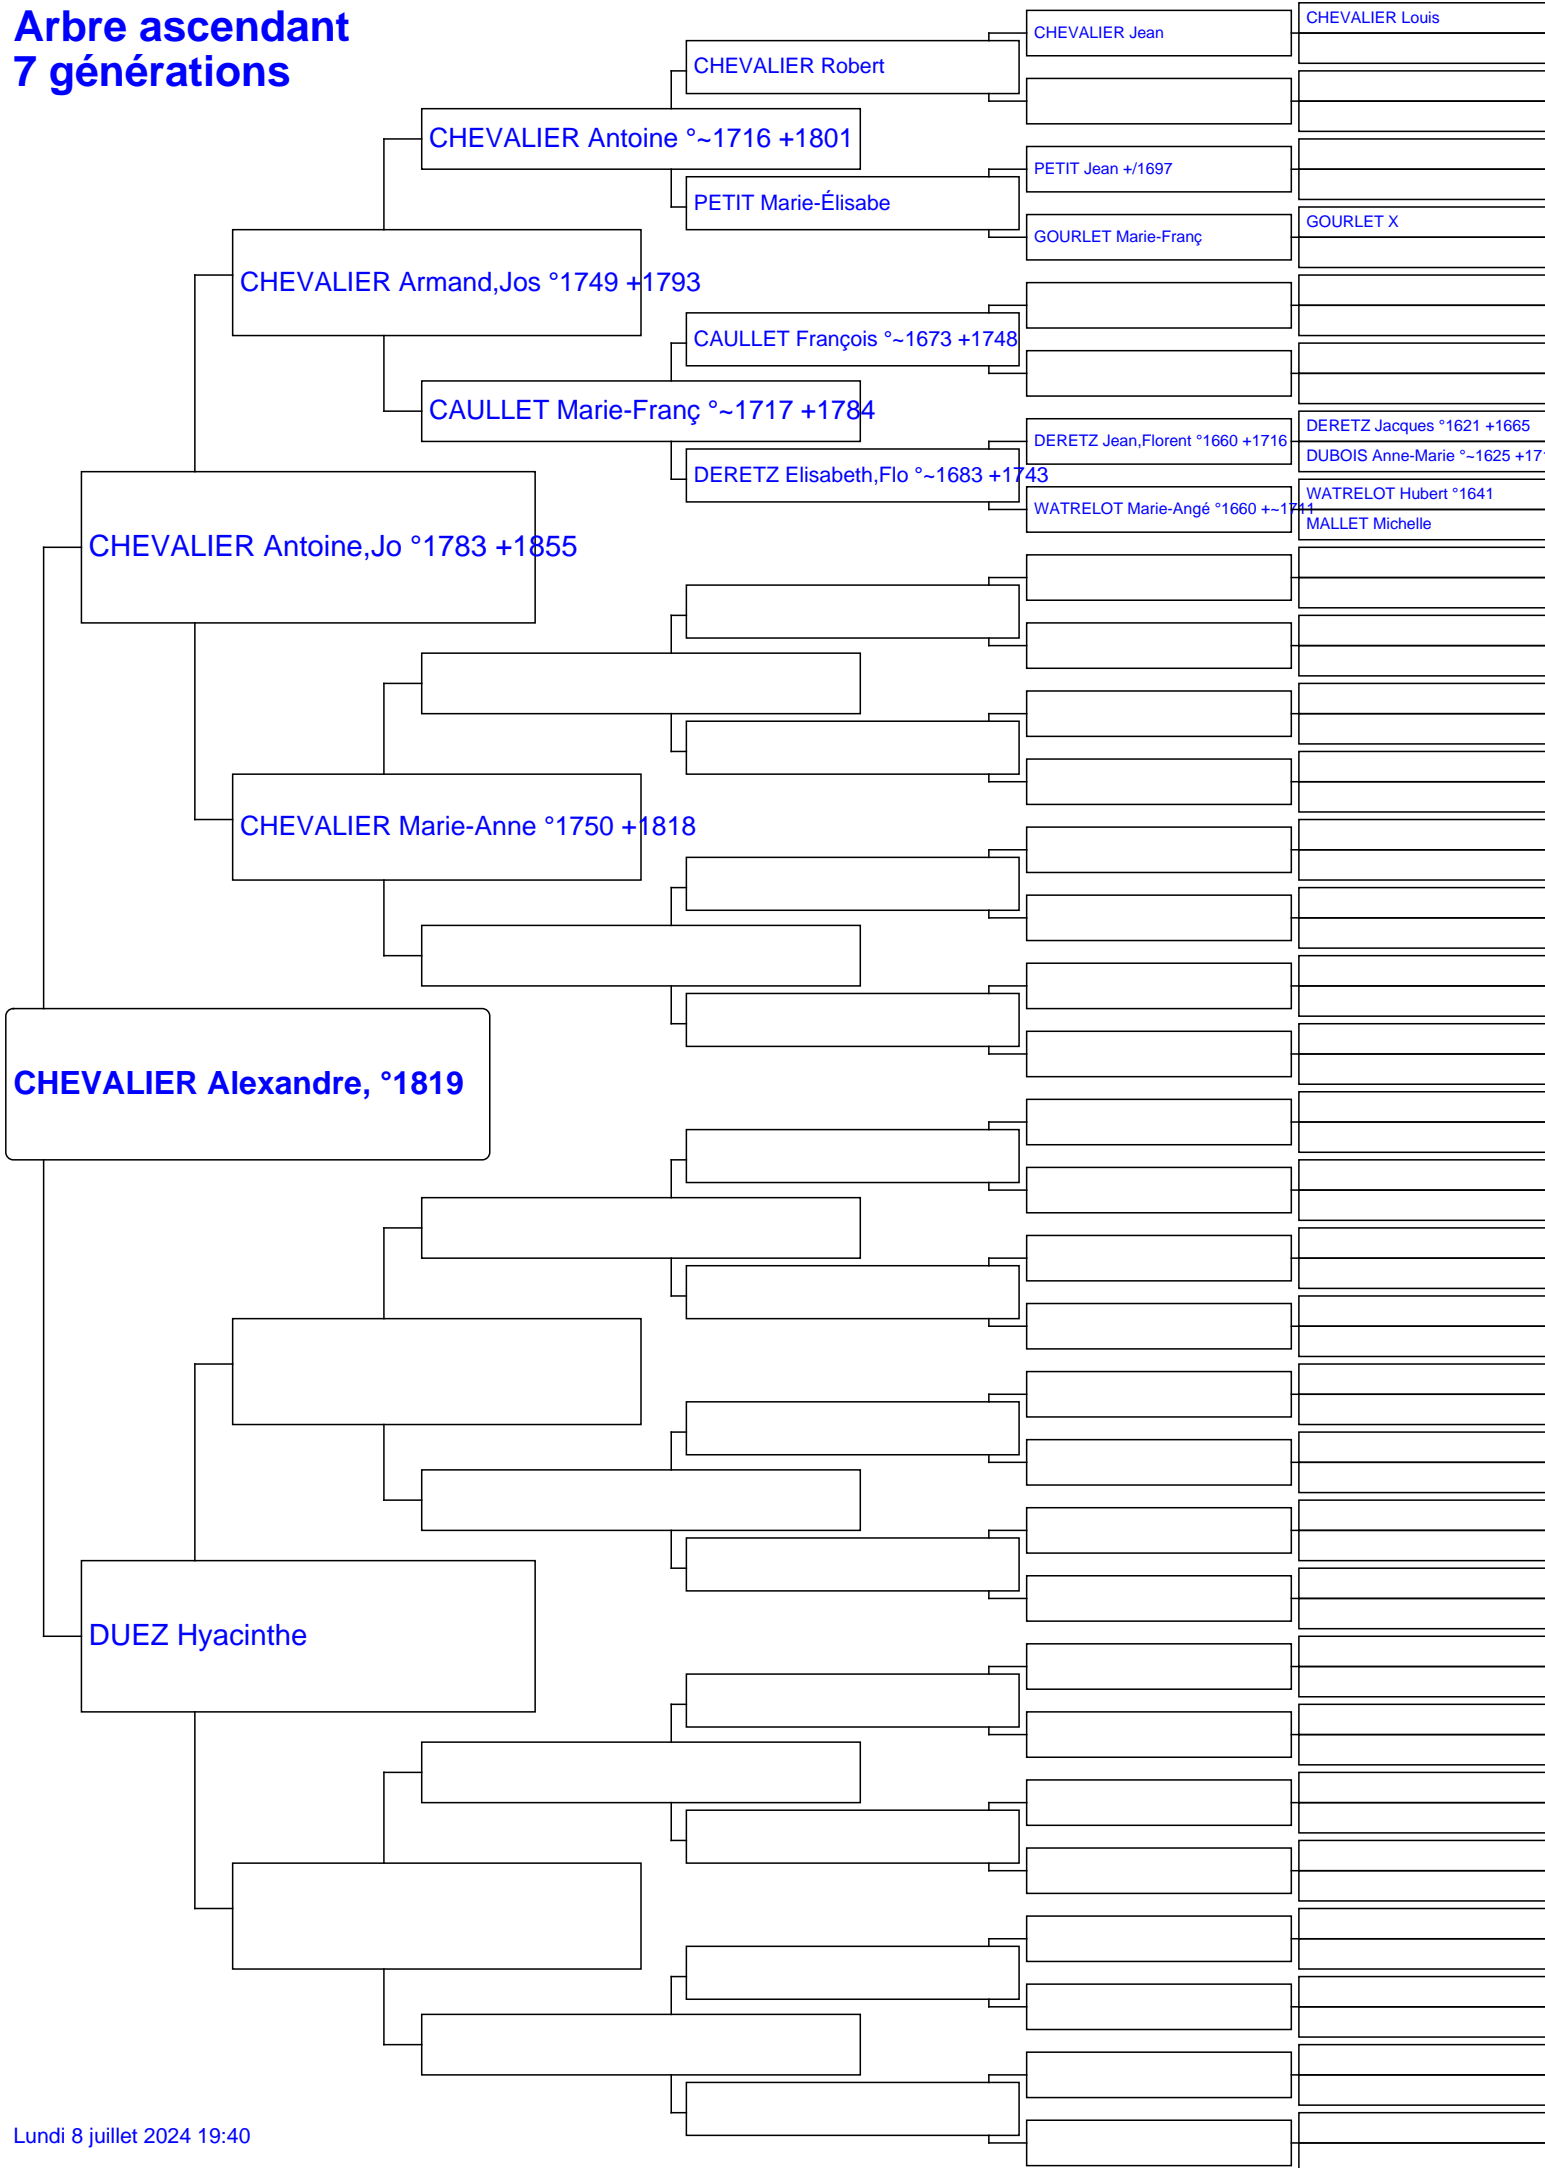 Arbre ascendant
7 générations
CHEVALIER Alexandre, °1819
CHEVALIER Antoine,Jo °1783 +1855
DUEZ Hyacinthe
CHEVALIER Armand,Jos °1749 +1793
CHEVALIER Marie-Anne °1750 +1818
CHEVALIER Antoine °~1716 +1801
CAULLET Marie-Franç °~1717 +1784
CHEVALIER Robert
PETIT Marie-Élisabe
CAULLET François °~1673 +1748
DERETZ Elisabeth,Flo °~1683 +1743
CHEVALIER Jean
PETIT Jean +/1697
GOURLET Marie-Franç
DERETZ Jean,Florent °1660 +1716
WATRELOT Marie-Angé °1660 +~1711
CHEVALIER Louis
GOURLET X
DERETZ Jacques °1621 +1665
DUBOIS Anne-Marie °~1625
WATRELOT Hubert °1641
MALLET Michelle
Lundi 8 juillet 2024 19:40